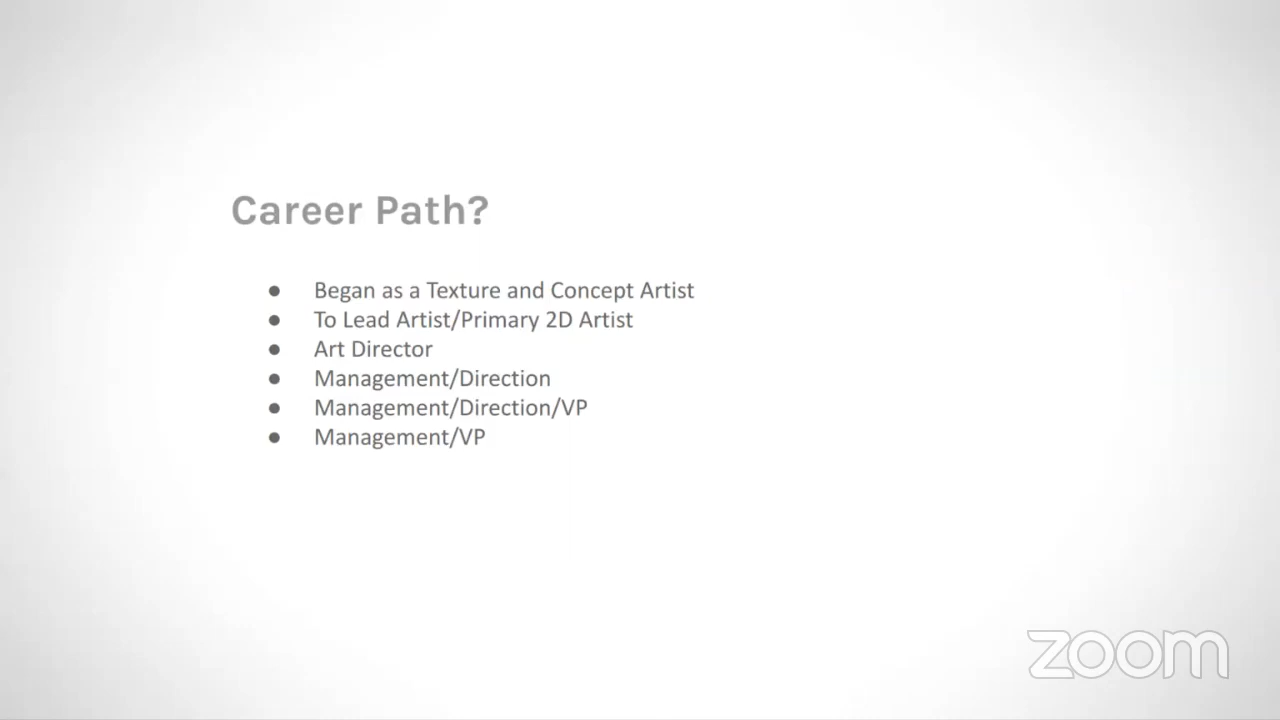 Career Path?
● Began as a Texture and Concept Artist
● To Lead Artist/Primary 2D Artist
● Art Director
● Management/Direction
● Management/Direction/VP
● Management/VP
zoom